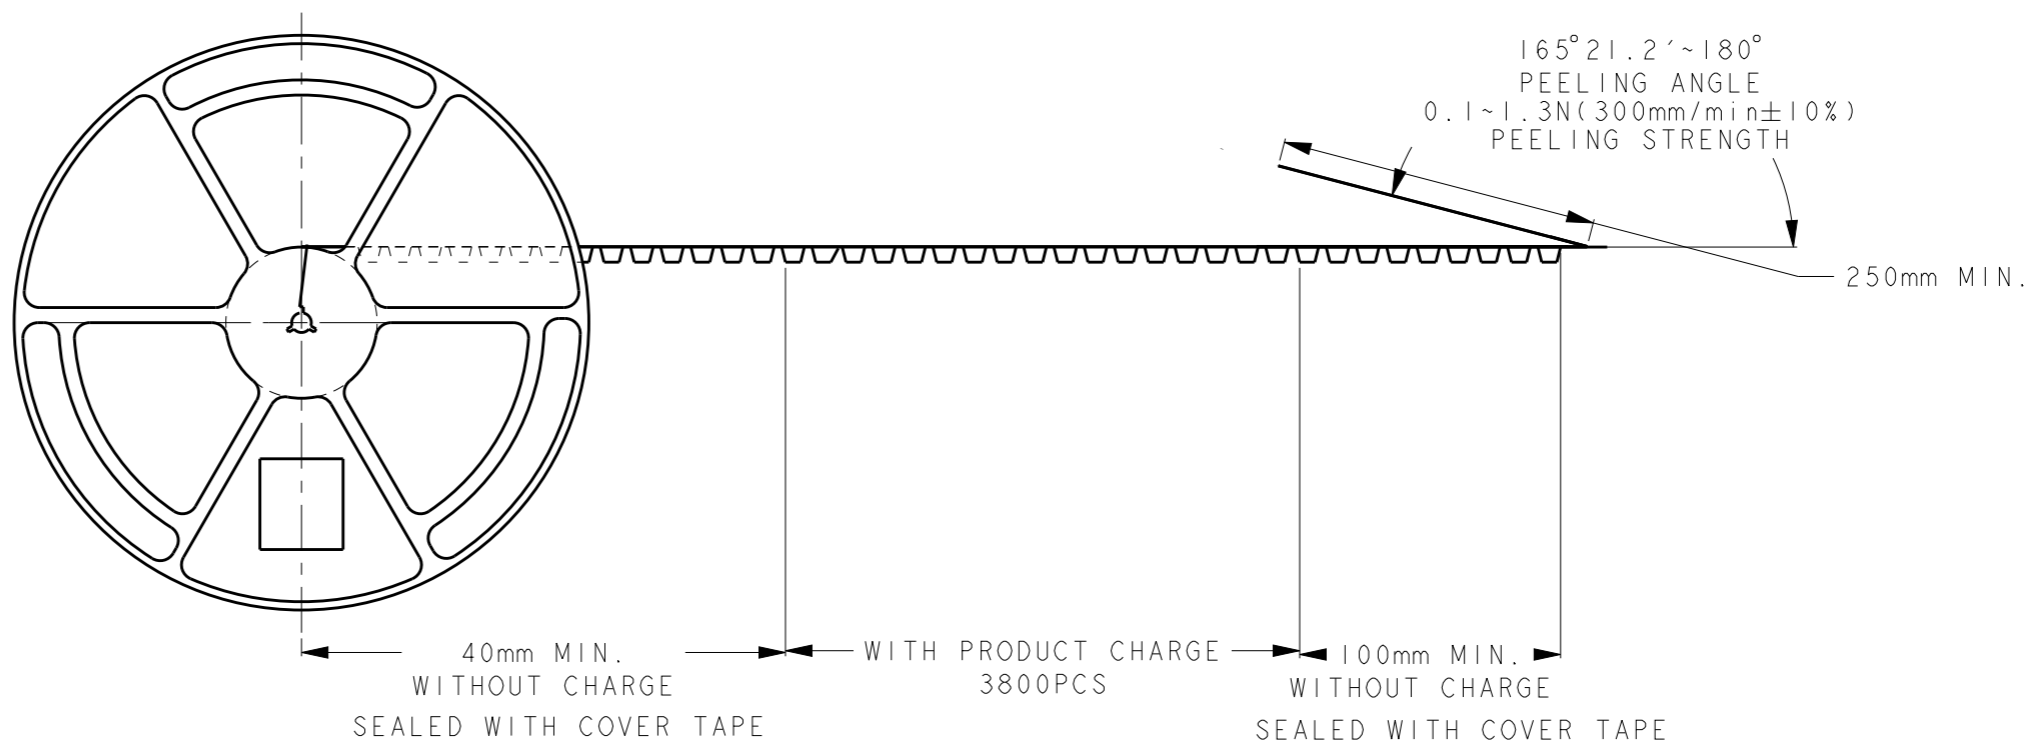 165°21.2´~180°
PEELING ANGLE
0.1~1.3N(300mm/min±10%)
PEELING STRENGTH
250mm MIN.
40mm MIN.
WITHOUT CHARGE
SEALED WITH COVER TAPE
WITH PRODUCT CHARGE
3800PCS
100mm MIN.
WITHOUT CHARGE
SEALED WITH COVER TAPE